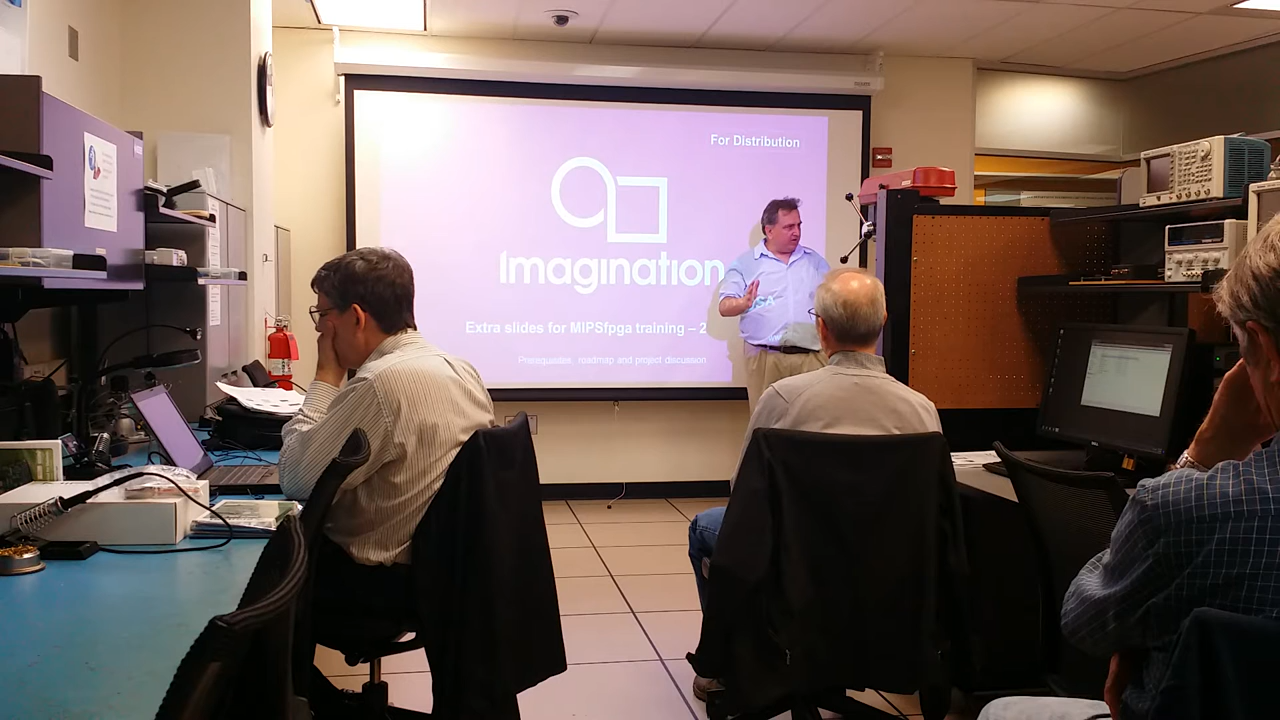 For Distribution
Imagination
Extra slides for MIPSfpga training – 2
Prerequisites, roadmap and project discussion